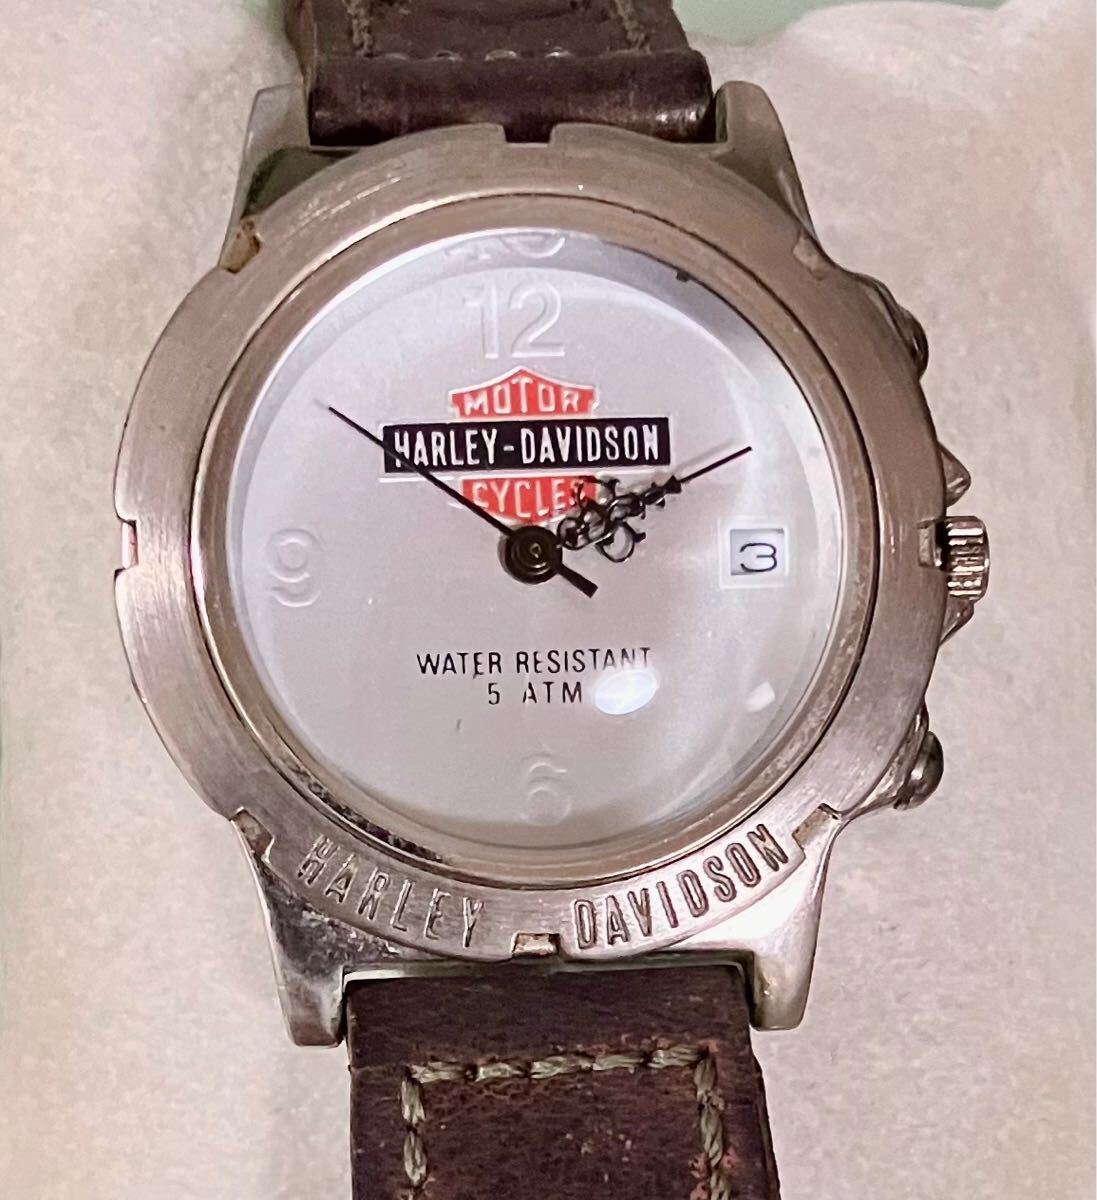 12
MOTOR
HARLEY-DAVIDSON
CYCLES
9
3
WATER RESISTANT
5 ATM
6
HARLEY DAVIDSON